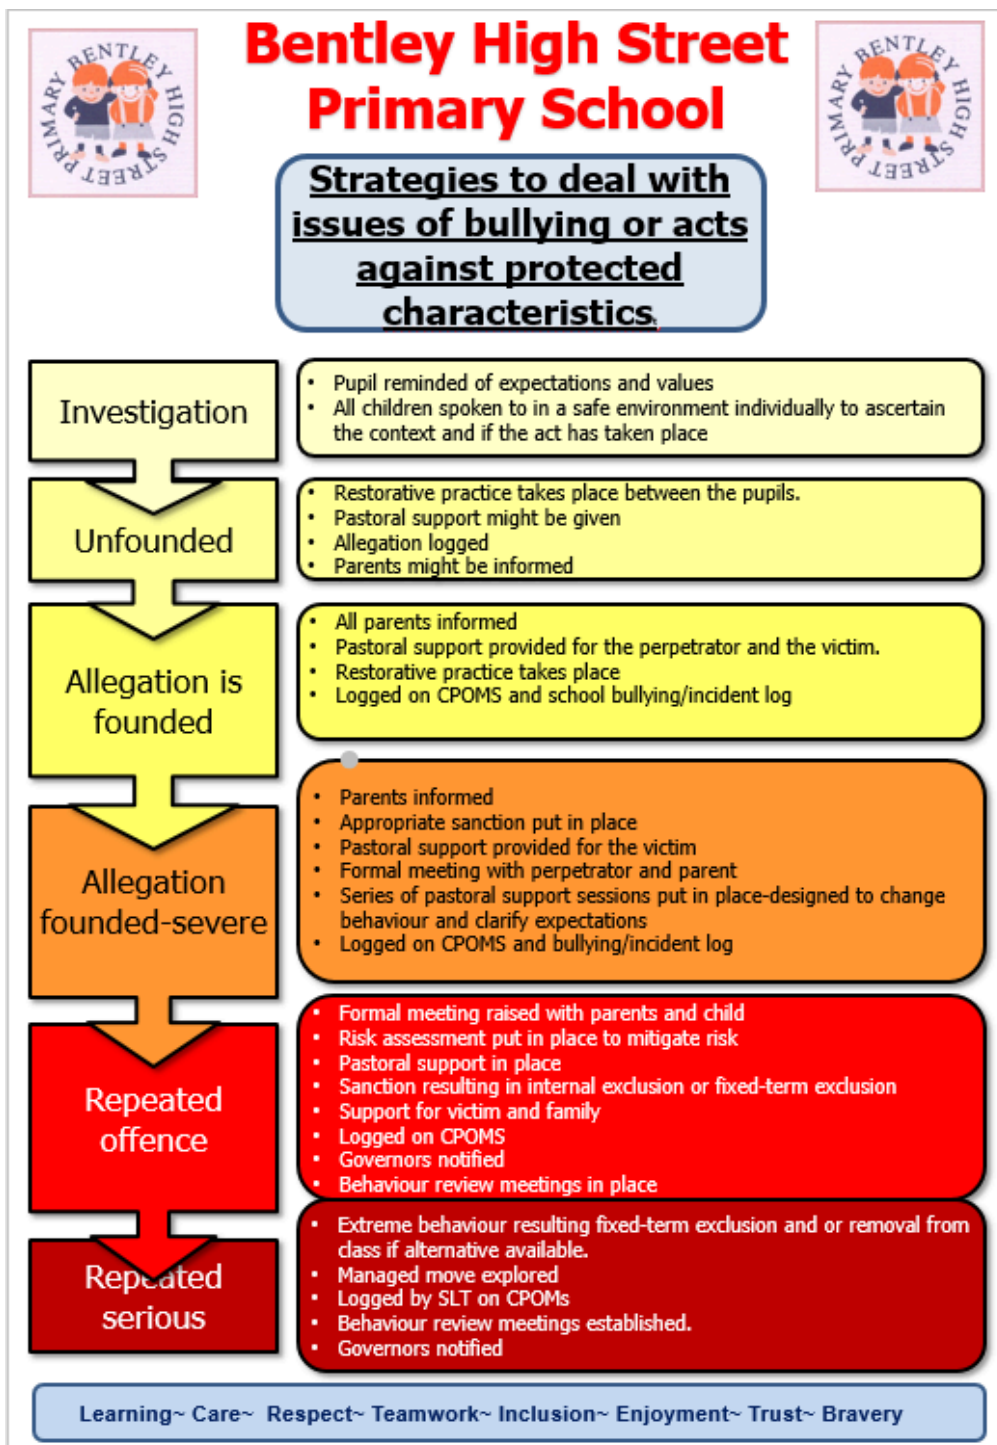 PRIMARY BENTLEY HIGH STREET
Bentley High Street
Primary School
PRIMARY BENTLEY HIGH STREET
Strategies to deal with
issues of bullying or acts
against protected
characteristics.
Investigation
• Pupil reminded of expectations and values
• All children spoken to in a safe environment individually to ascertain
the context and if the act has taken place
Unfounded
• Restorative practice takes place between the pupils.
• Pastoral support might be given
• Allegation logged
• Parents might be informed
Allegation is
founded
• All parents informed
• Pastoral support provided for the perpetrator and the victim.
• Restorative practice takes place
• Logged on CPOMS and school bullying/incident log
Allegation
founded-severe
• Parents informed
• Appropriate sanction put in place
• Pastoral support provided for the victim
• Formal meeting with perpetrator and parent
• Series of pastoral support sessions put in place-designed to change
behaviour and clarify expectations
• Logged on CPOMS and bullying/incident log
Repeated
offence
• Formal meeting raised with parents and child
• Risk assessment put in place to mitigate risk
• Pastoral support in place
• Sanction resulting in internal exclusion or fixed-term exclusion
• Support for victim and family
• Logged on CPOMS
• Governors notified
• Behaviour review meetings in place
Repeated
serious
• Extreme behaviour resulting fixed-term exclusion and or removal from
class if alternative available.
• Managed move explored
• Logged by SLT on CPOMs
• Behaviour review meetings established.
• Governors notified
Learning~ Care~ Respect~ Teamwork~ Inclusion~ Enjoyment~ Trust~ Bravery